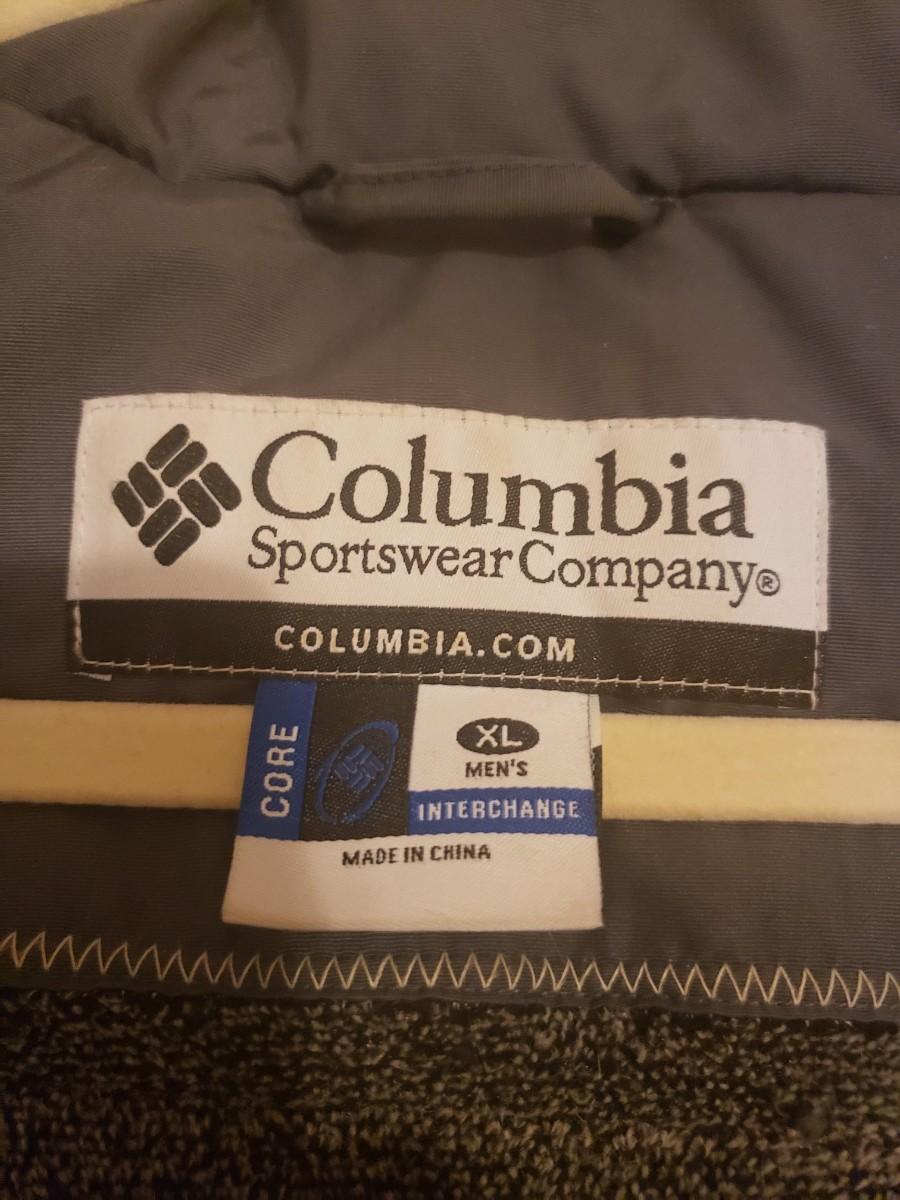 Columbia
Sportswear Company®
COLUMBIA.COM
CORE
XL
MEN'S
INTERCHANGE
MADE IN CHINA